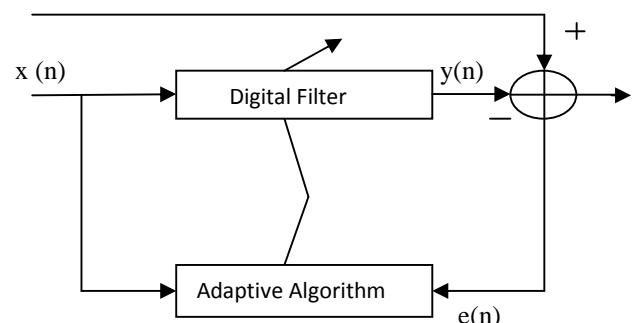 +
x (n)
y(n)
Digital Filter
−
Adaptive Algorithm
e(n)